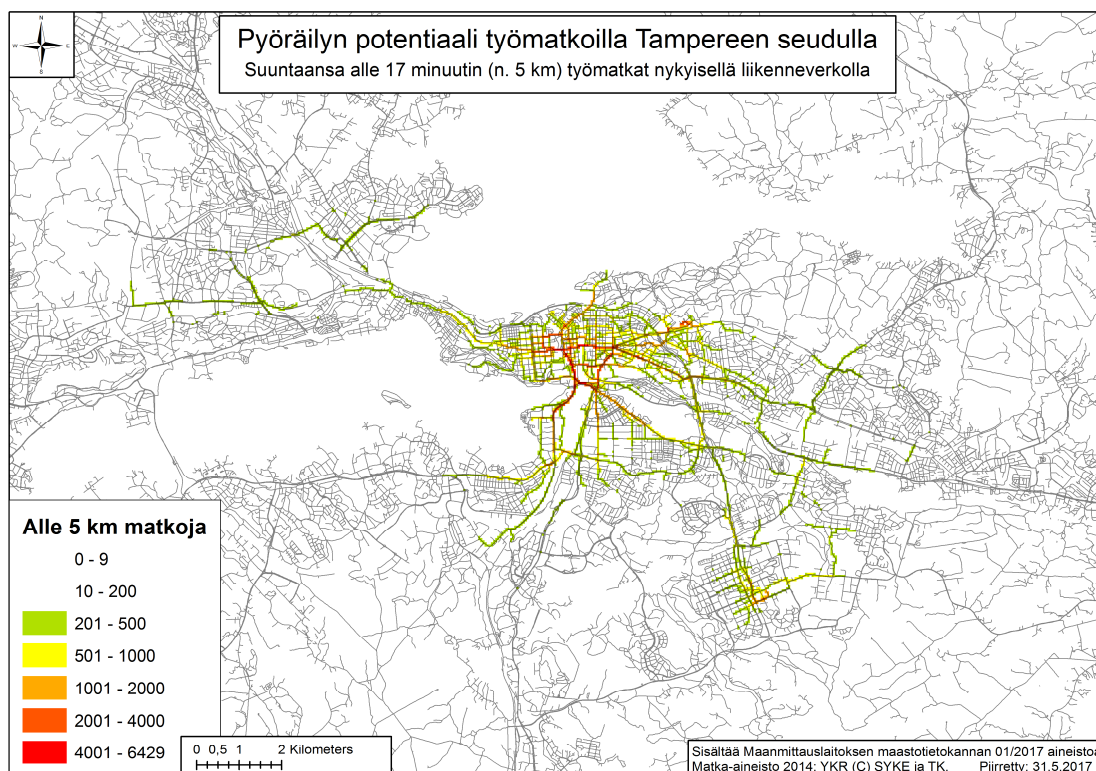 N
W E
S
Pyöräilyn potentiaali työmatkoilla Tampereen seudulla
Suuntaansa alle 17 minuutin (n. 5 km) työmatkat nykyisellä liikenneverkolla
Alle 5 km matkoja
0 - 9
10 - 200
201 - 500
501 - 1000
1001 - 2000
2001 - 4000
4001 - 6429
0 0,5 1 2 Kilometers
Sisältää Maanmittauslaitoksen maastotietokannan 01/2017 aineistoa
Matka-aineisto 2014: YKR (C) SYKE ja TK. Piirretty: 31.5.2017